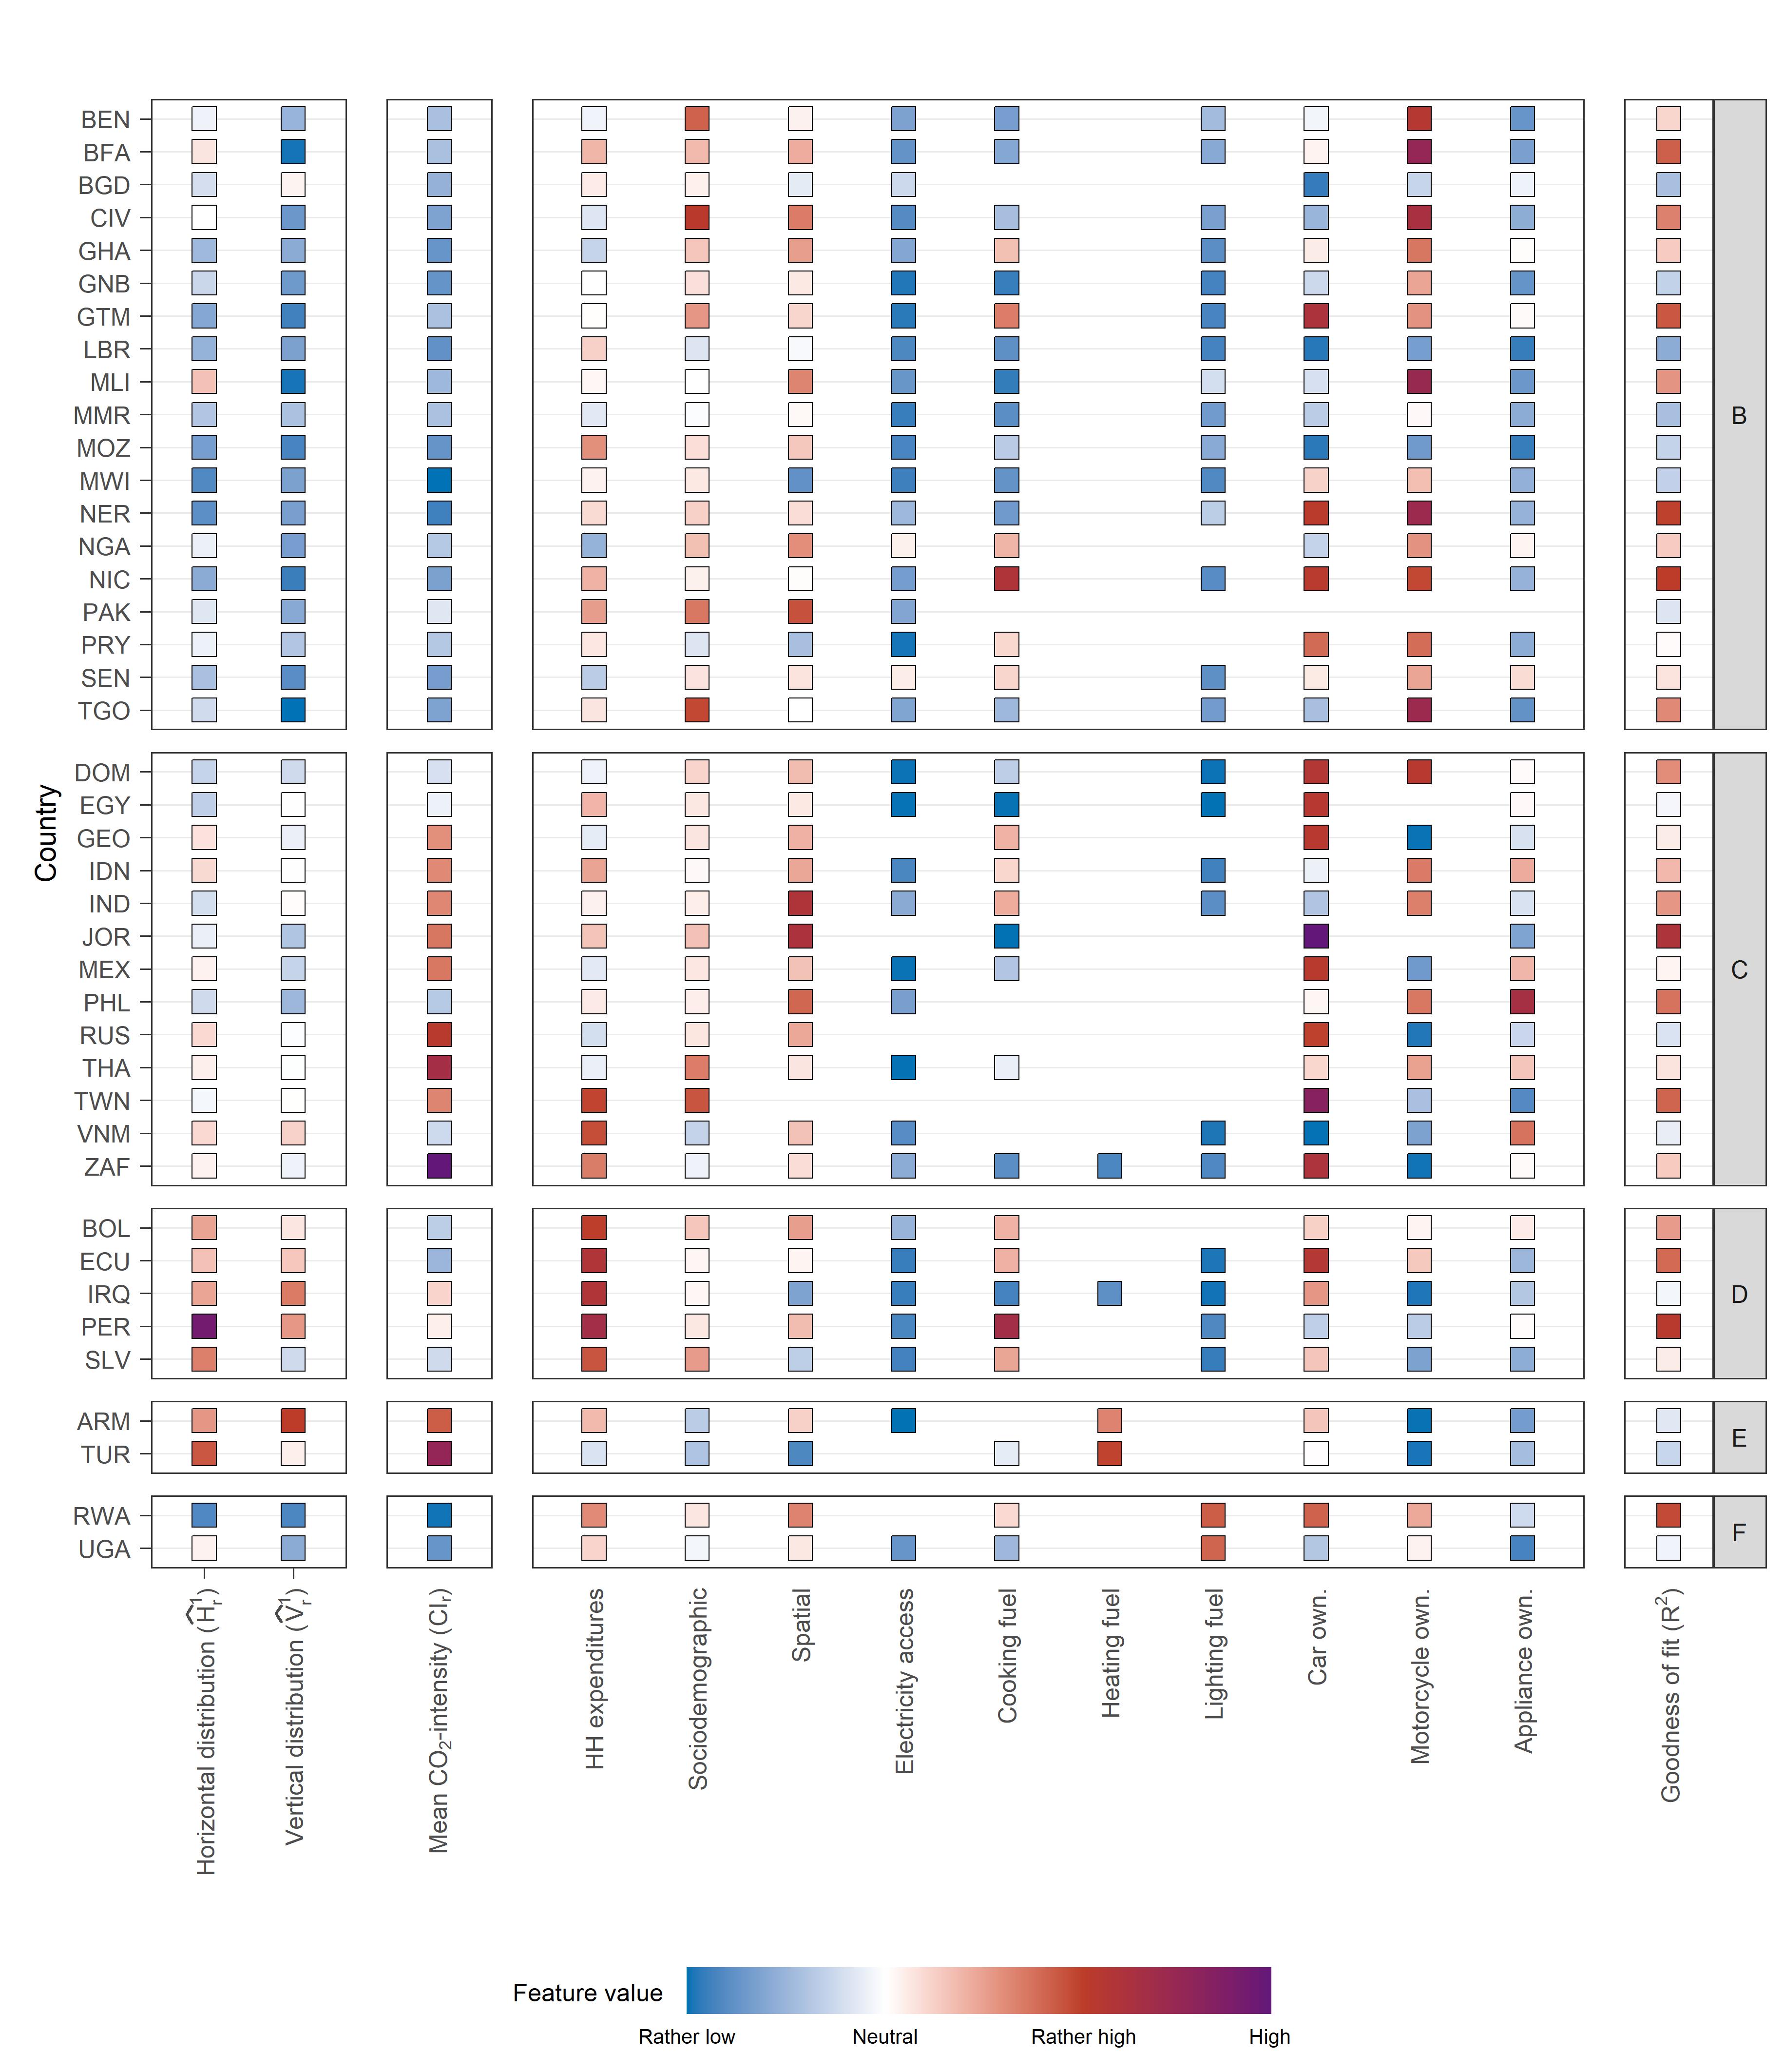 Country
BEN
BFA
BGD
CIV
GHA
GNB
GTM
LBR
MLI
MMR
MOZ
MWI
NER
NGA
NIC
PAK
PRY
SEN
TGO
B
DOM
EGY
GEO
IDN
IND
JOR
MEX
PHL
RUS
THA
TWN
VNM
ZAF
C
BOL
ECU
IRQ
PER
SLV
D
ARM
TUR
E
RWA
UGA
F
Horizontal distribution (Ĥ¹ᵣ)
Vertical distribution (V̂¹ᵣ)
Mean CO₂-intensity (CIᵣ)
HH expenditures
Sociodemographic
Spatial
Electricity access
Cooking fuel
Heating fuel
Lighting fuel
Car own.
Motorcycle own.
Appliance own.
Goodness of fit (R²)
Feature value
Rather low
Neutral
Rather high
High